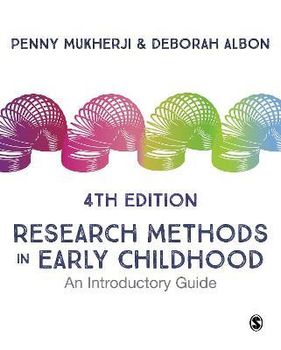 PENNY MUKHERJI & DEBORAH ALBON
4TH EDITION
RESEARCH METHODS
IN EARLY CHILDHOOD
An Introductory Guide
S